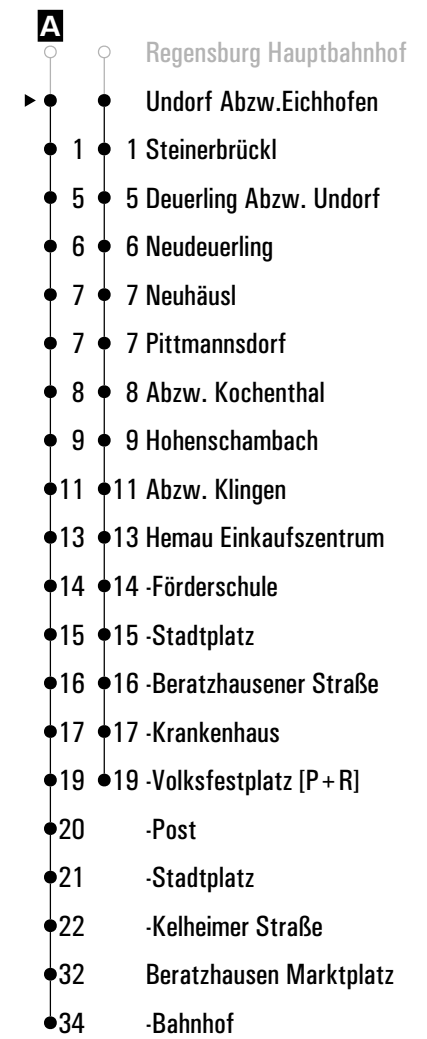 A
Regensburg Hauptbahnhof
Undorf Abzw.Eichhofen
1 1 Steinerbrückl
5 5 Deuerling Abzw. Undorf
6 6 Neudeuerling
7 7 Neuhäusl
7 7 Pittmannsdorf
8 8 Abzw. Kochenthal
9 9 Hohenschambach
11 11 Abzw. Klingen
13 13 Hemau Einkaufszentrum
14 14 -Förderschule
15 15 -Stadtplatz
16 16 -Beratzhausener Straße
17 17 -Krankenhaus
19 19 -Volksfestplatz [P+R]
20 -Post
21 -Stadtplatz
22 -Kelheimer Straße
32 Beratzhausen Marktplatz
34 -Bahnhof